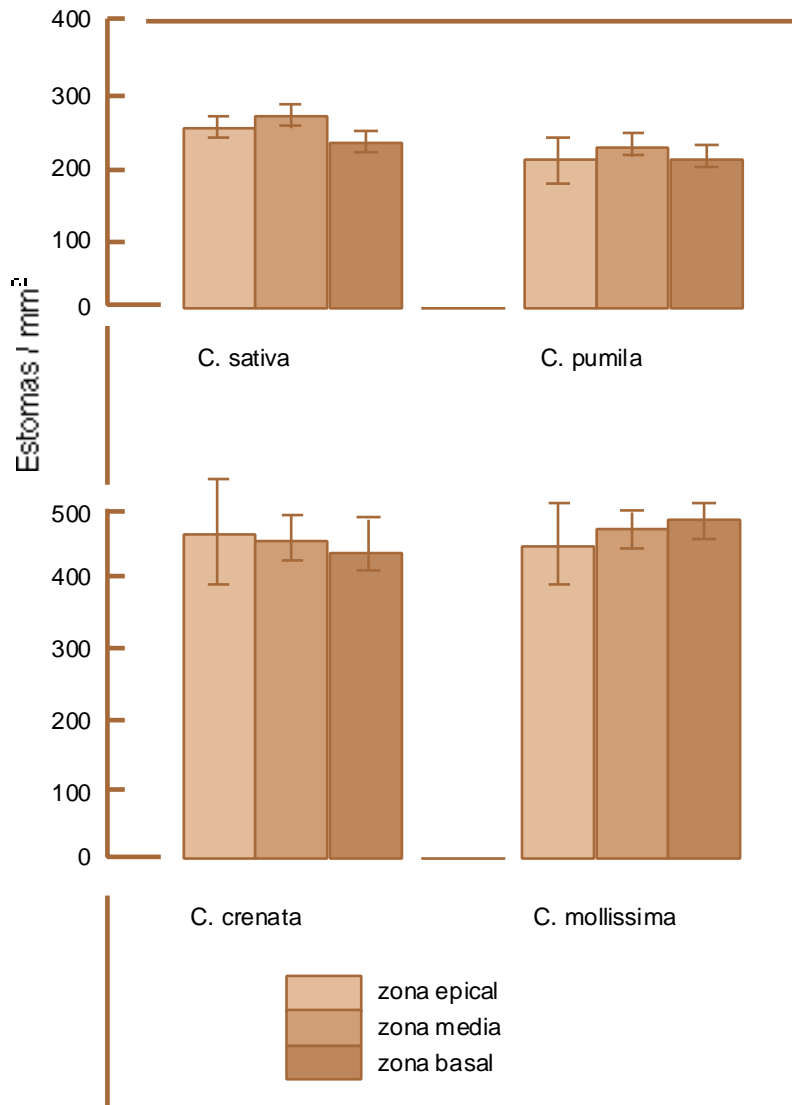 400
300
200
100
0
Estomas / mm²
C. sativa
C. pumila
500
400
300
200
100
0
C. crenata
C. mollissima
zona epical
zona media
zona basal